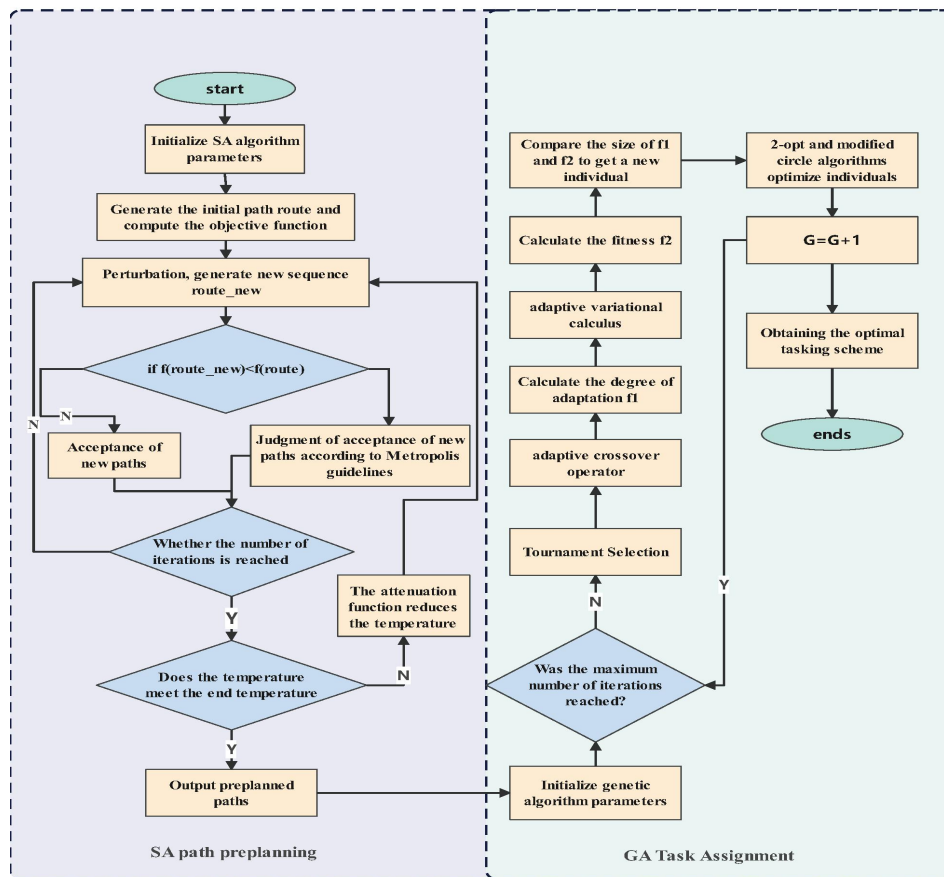 start
Initialize SA algorithm
parameters
Generate the initial path route and
compute the objective function
Perturbation, generate new sequence
route_new
if f(route_new)<f(route)
N
N
Acceptance of
new paths
Judgment of acceptance of new
paths according to Metropolis
guidelines
Whether the number of
iterations is reached
Y
The attenuation
function reduces
the temperature
Does the temperature
meet the end temperature
N
Y
Output preplanned
paths
SA path preplanning
Compare the size of f1
and f2 to get a new
individual
2-opt and modified
circle algorithms
optimize individuals
Calculate the fitness f2
G=G+1
adaptive variational
calculus
Obtaining the optimal
tasking scheme
Calculate the degree of
adaptation f1
ends
adaptive crossover
operator
Tournament Selection
N
Y
Was the maximum
number of iterions
reached?
Initialize genetic
algorithm parameters
GA Task Assignment